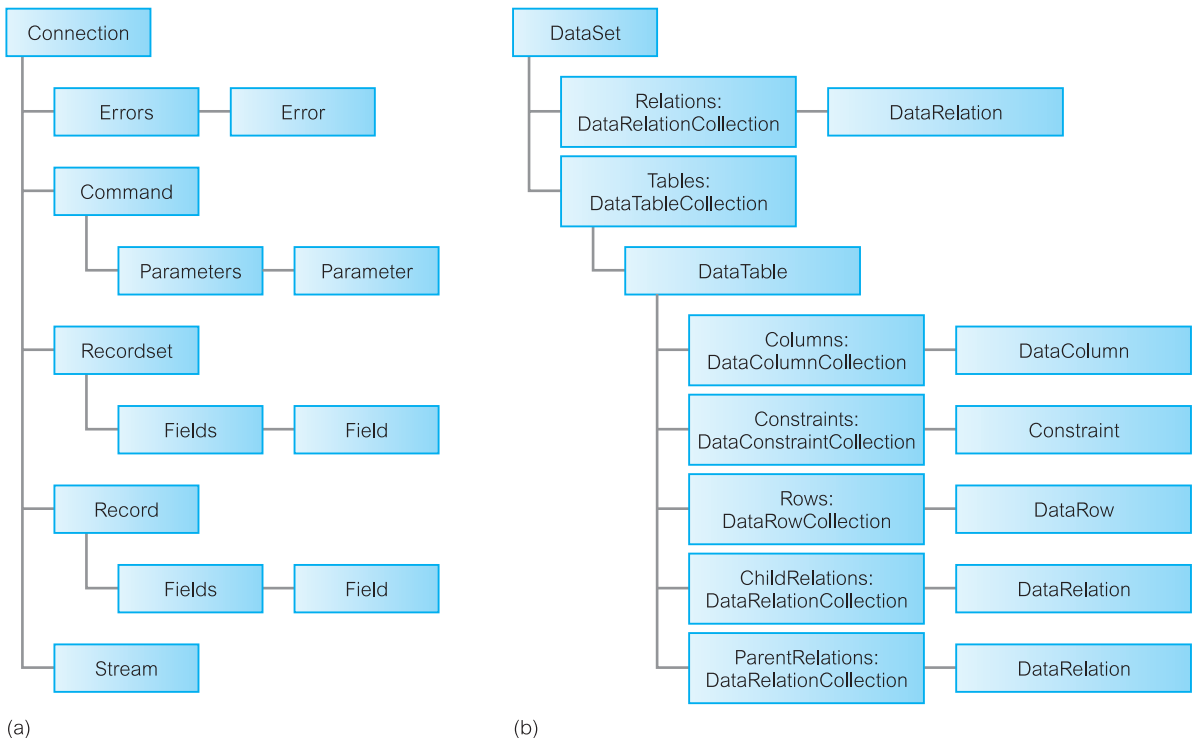 Connection
Errors
Error
Command
Parameters
Parameter
Recordset
Fields
Field
Record
Fields
Field
Stream
(a)
DataSet
Relations:
DataRelationCollection
DataRelation
Tables:
DataTableCollection
DataTable
Columns:
DataColumnCollection
DataColumn
Constraints:
DataConstraintCollection
Constraint
Rows:
DataRowCollection
DataRow
ChildRelations:
DataRelationCollection
DataRelation
ParentRelations:
DataRelationCollection
DataRelation
(b)